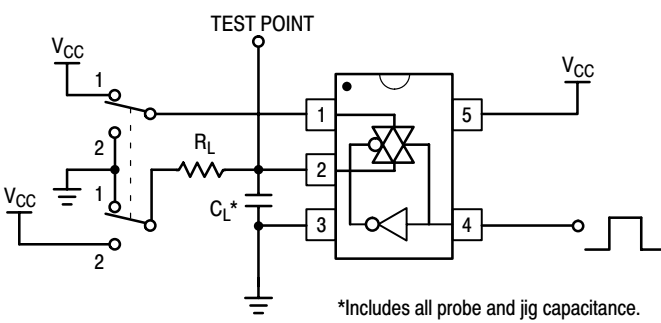 TEST POINT
VCC
1
2
RL
VCC
1
2
CL*
1
2
3
5
4
VCC
*Includes all probe and jig capacitance.